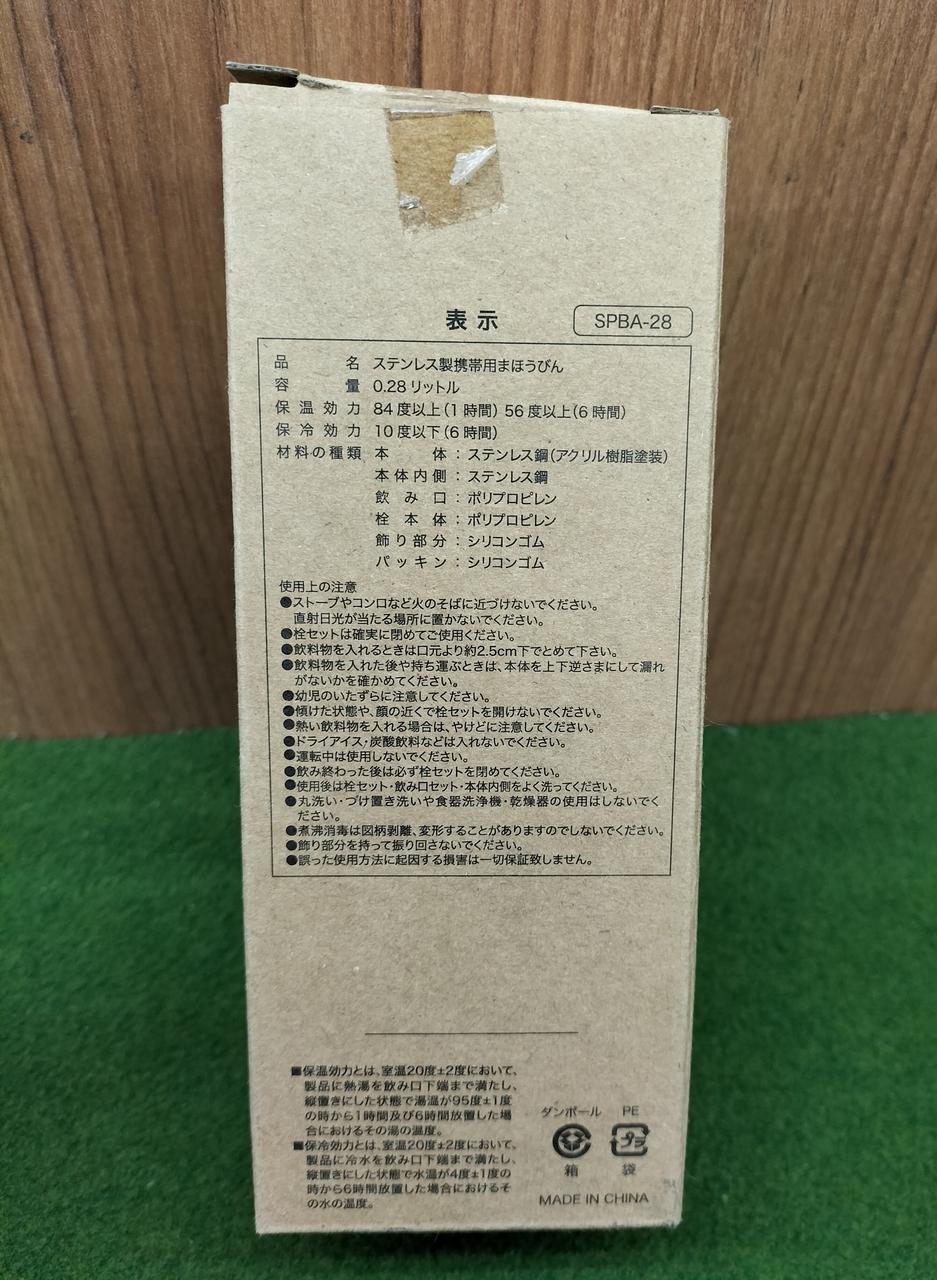 表示 SPBA-28
品名 ステンレス製携帯用まほうびん
容量 0.28リットル
保温効力 84度以上(1時間) 56度以上(6時間)
保冷効力 10度以下(6時間)
材料の種類 本体:ステンレス鋼(アクリル樹脂塗装)
本体内側:ステンレス鋼
飲み口:ポリプロピレン
栓本体:ポリプロピレン
飾り部分:シリコンゴム
パッキン:シリコンゴム
使用上の注意
●ストーブやコンロなど火のそばに近づけないでください。
直射日光が当たる場所に置かないでください。
●栓セットは確実に閉めてご使用ください。
●飲料物を入れるときは口元より約2.5cm下でとめて下さい。
●飲料物を入れた後や持ち運ぶときは、本体を上下逆さまにして漏れ
がないかを確かめてください。
●幼児のいたずらに注意してください。
●傾けた状態や、顔の近くで栓セットを開けないでください。
●熱い飲料物を入れる場合は、やけどに注意してください。
●ドライアイス・炭酸飲料などは入れないでください。
●運転中は使用しないでください。
●飲み終わった後は必ず栓セットを閉めてください。
●使用後は栓セット・飲み口セット・本体内側をよく洗ってください。
●丸洗い・つけ置き洗いや食器洗浄機・乾燥器の使用はしないでく
ださい。
●煮沸消毒は図柄剥離、変形することがありますのでしないでください。
●飾り部分を持って振り回さないでください。
●誤った使用方法に起因する損害は一切保証致しません。
■保温効力とは、室温20度±2度において、
製品に熱湯を飲み口下端まで満たし、
縦置きにした状態で湯温が95度±1度
の時から1時間及び6時間放置した場
合におけるその湯の温度。
■保冷効力とは、室温20度±2度において、
製品に冷水を飲み口下端まで満たし、
縦置きにした状態で水温が4度±1度の
時から6時間放置した場合におけるそ
の水の温度。
ダンボール PE
プラ
箱 袋
MADE IN CHINA